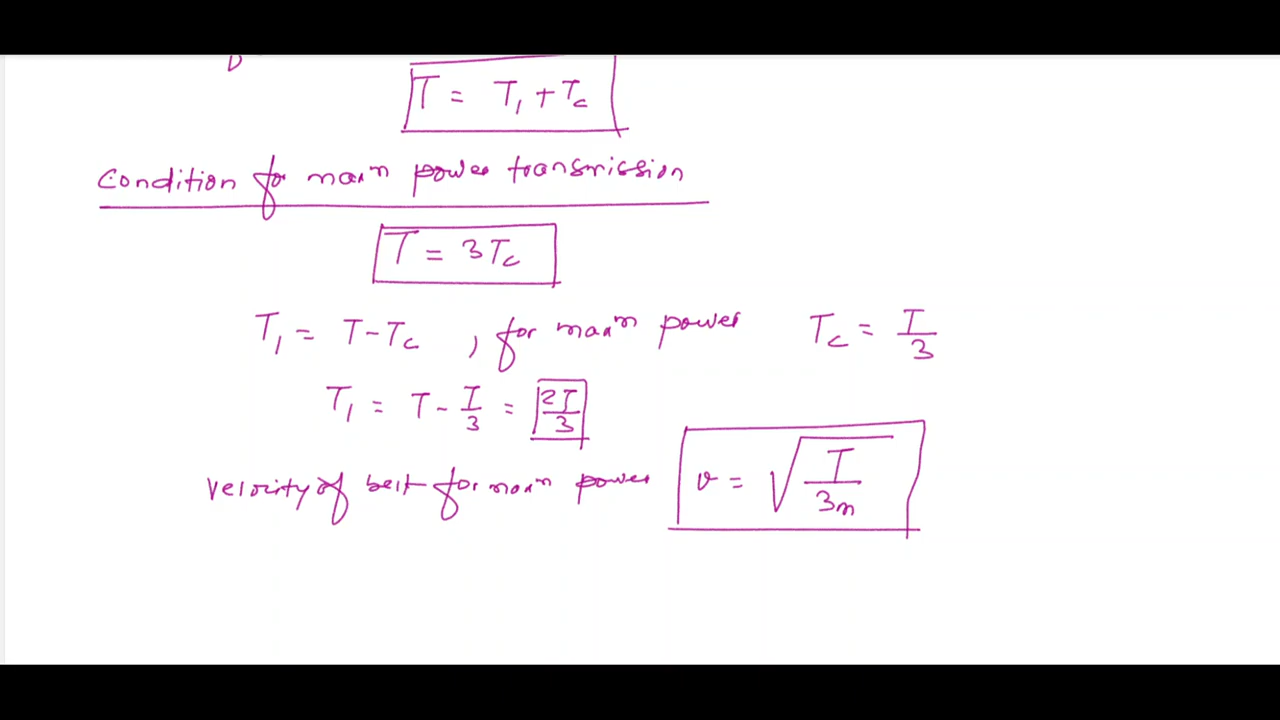 T = T₁ + Tc
Condition for maxᵐ power transmission
T = 3Tc
T₁ = T - Tc , for maxᵐ power Tc = T/3
T₁ = T - T/3 = 2T/3
Velocity of belt for maxᵐ power v = √(T/3m)